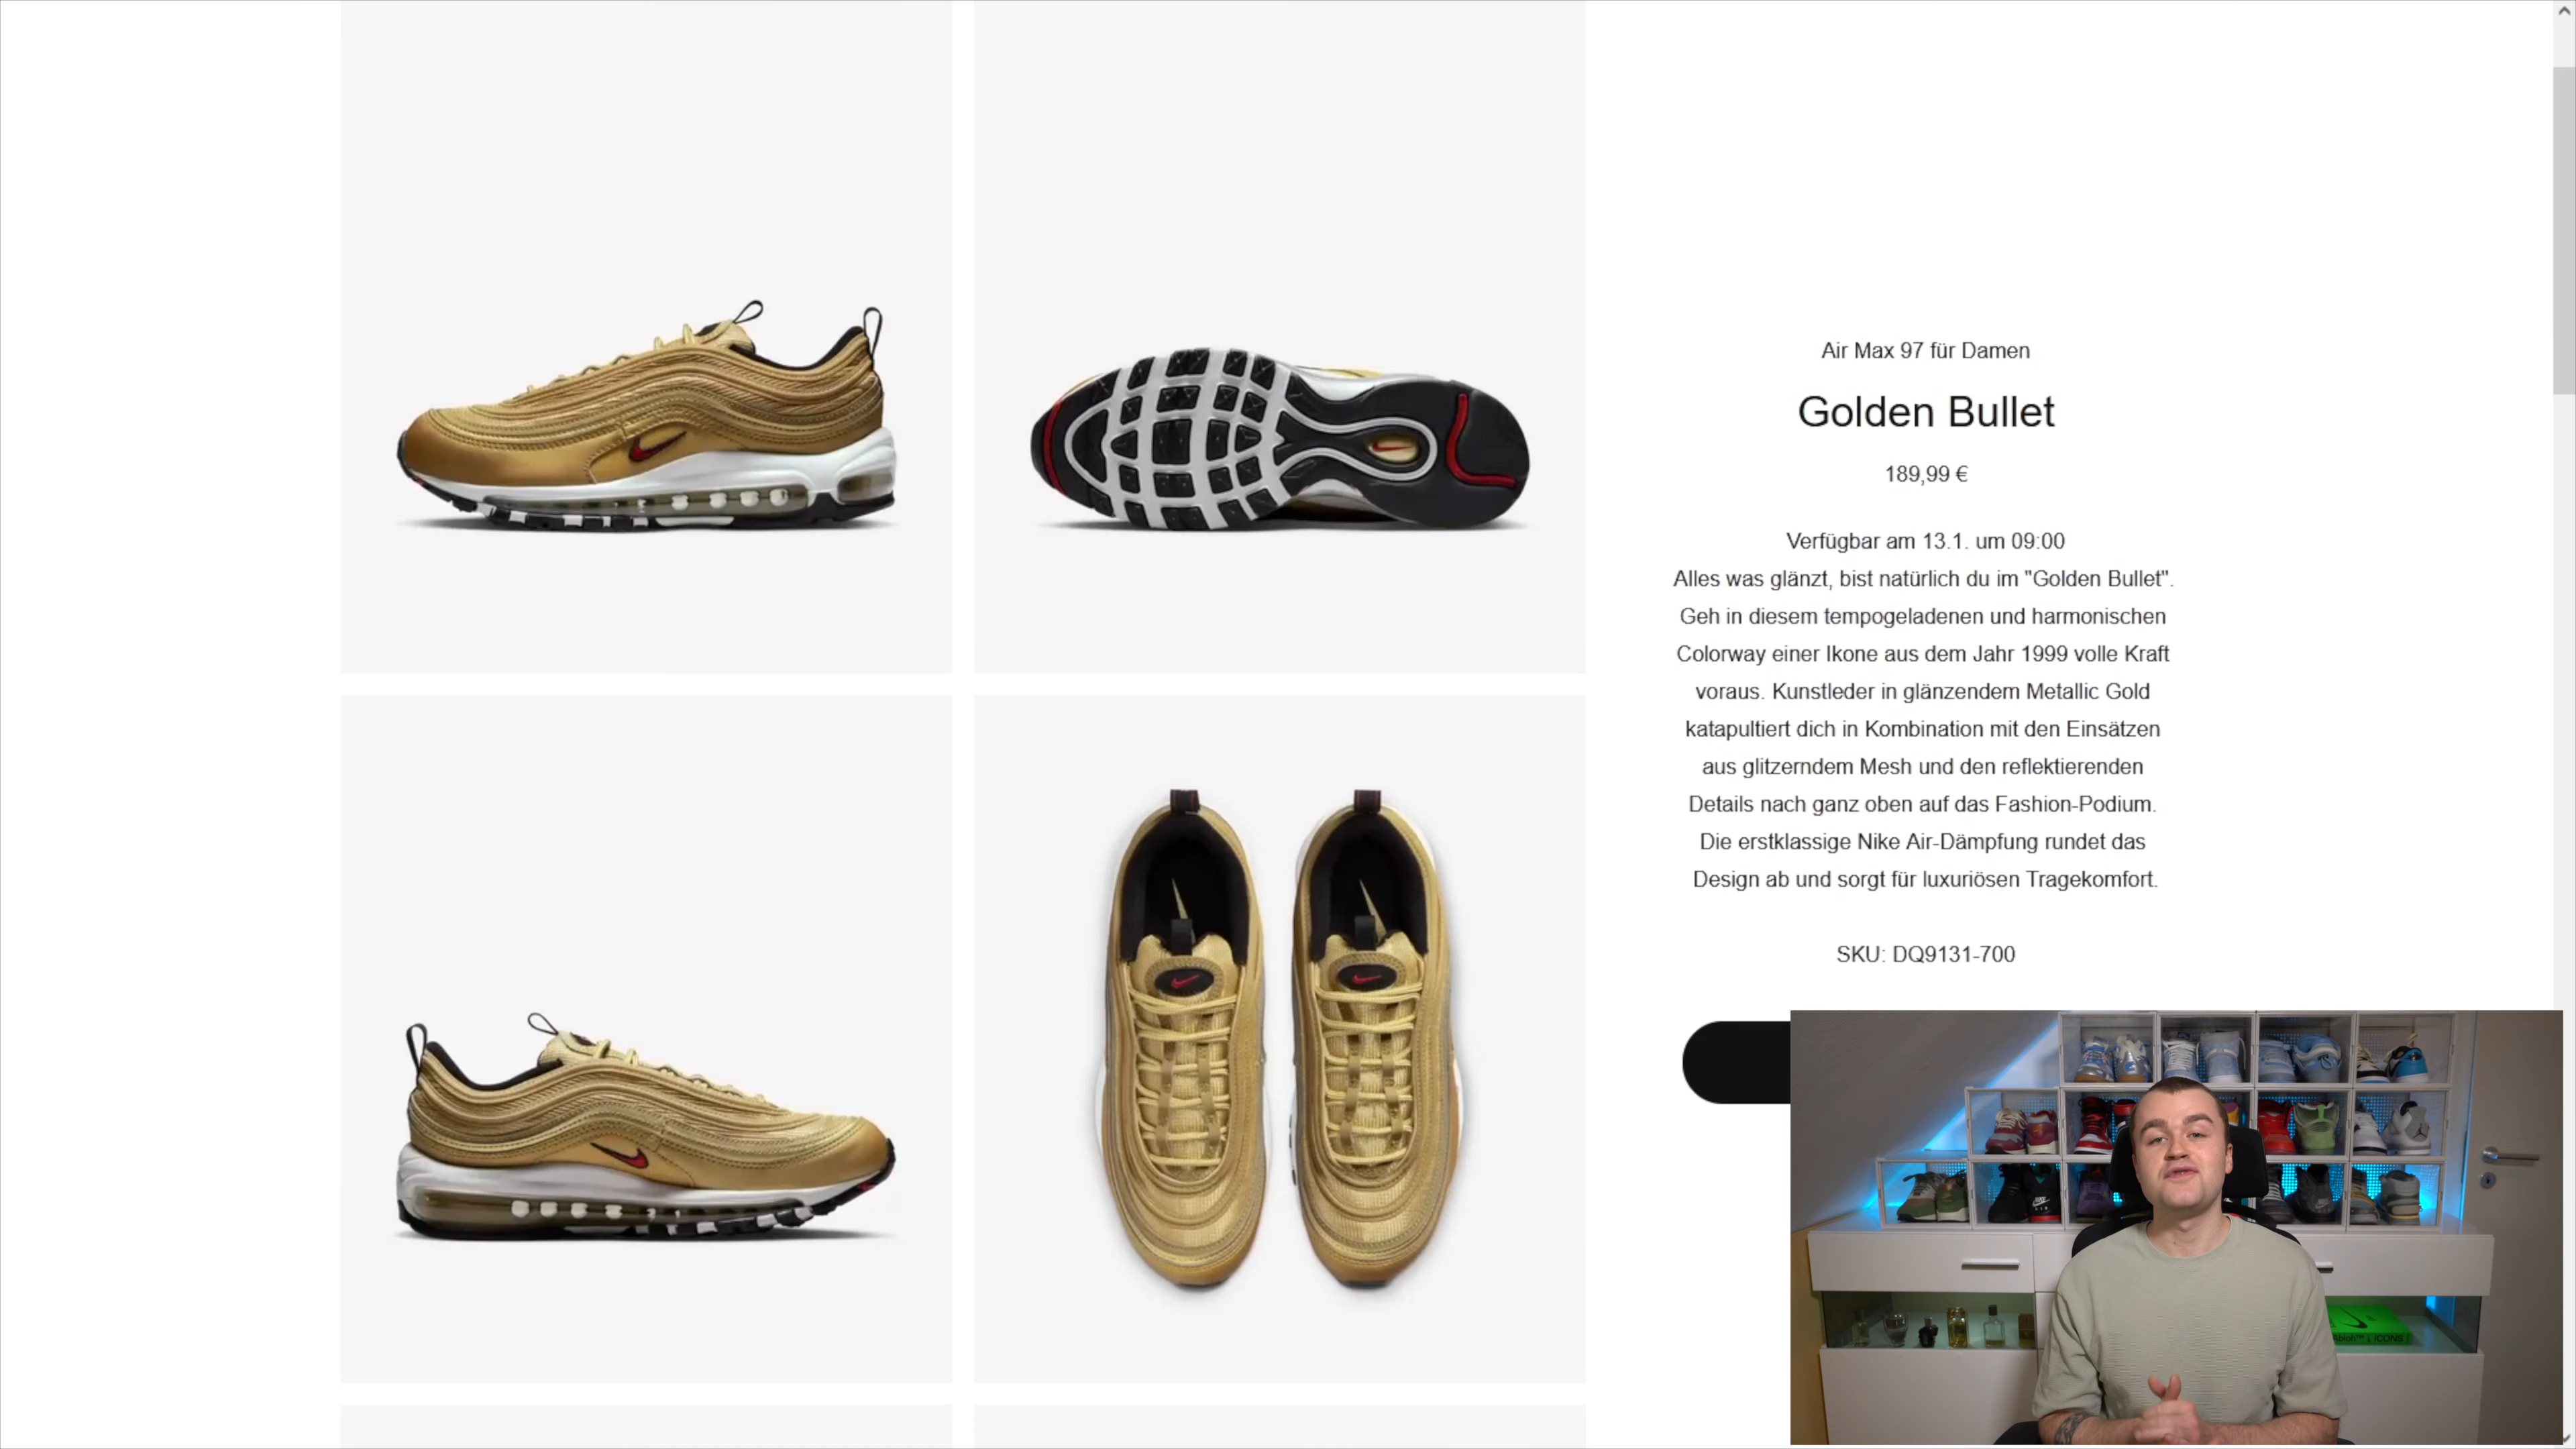 Air Max 97 für Damen
Golden Bullet
189,99 €
Verfügbar am 13.1. um 09:00
Alles was glänzt, bist natürlich du im "Golden Bullet".
Geh in diesem tempogeladenen und harmonischen
Colorway einer Ikone aus dem Jahr 1999 volle Kraft
voraus. Kunstleder in glänzendem Metallic Gold
katapultiert dich in Kombination mit den Einsätzen
aus glitzerndem Mesh und den reflektierenden
Details nach ganz oben auf das Fashion-Podium.
Die erstklassige Nike Air-Dämpfung rundet das
Design ab und sorgt für luxuriösen Tragekomfort.
SKU: DQ9131-700
ICONS